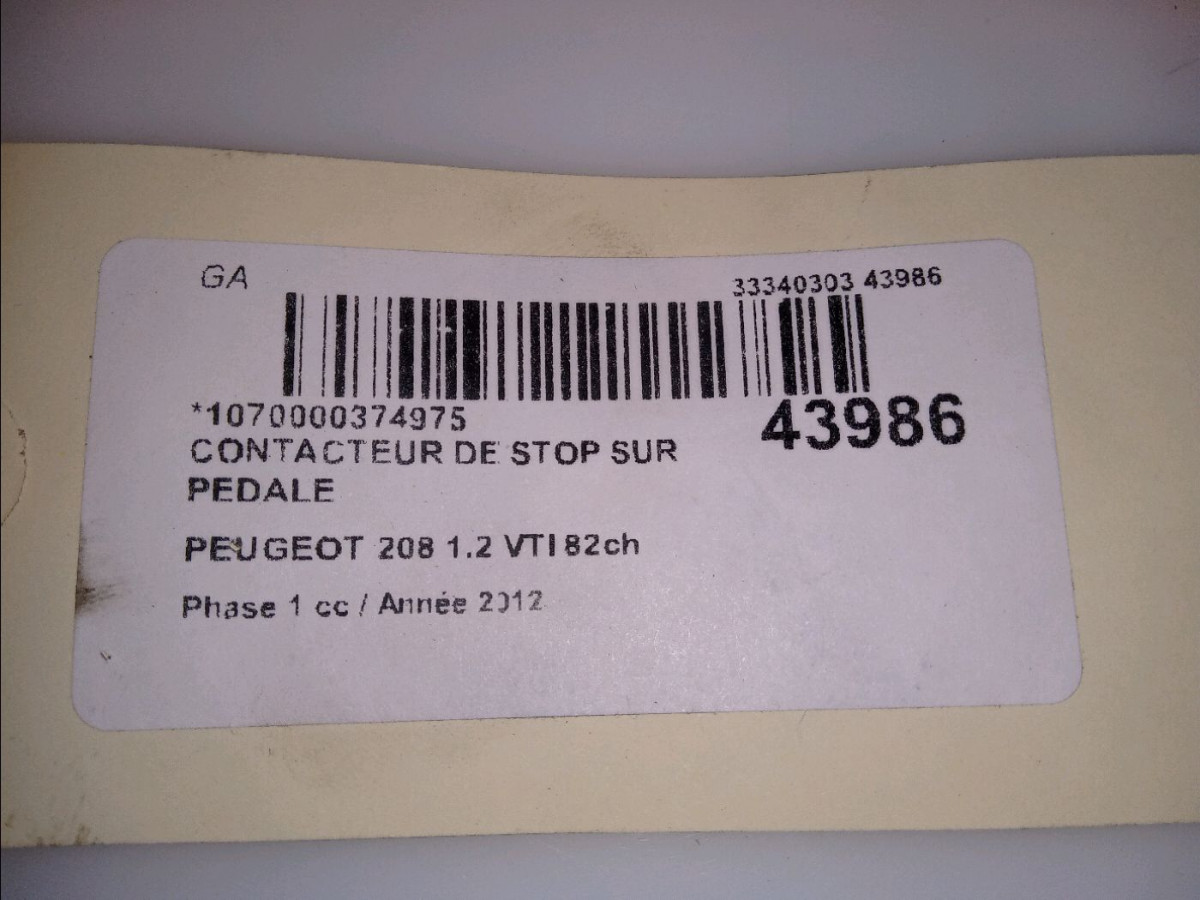 GA
33340303 43986
*1070000374975
43986
CONTACTEUR DE STOP SUR
PEDALE
PEUGEOT 208 1.2 VTI 82ch
Phase 1 cc / Année 2012